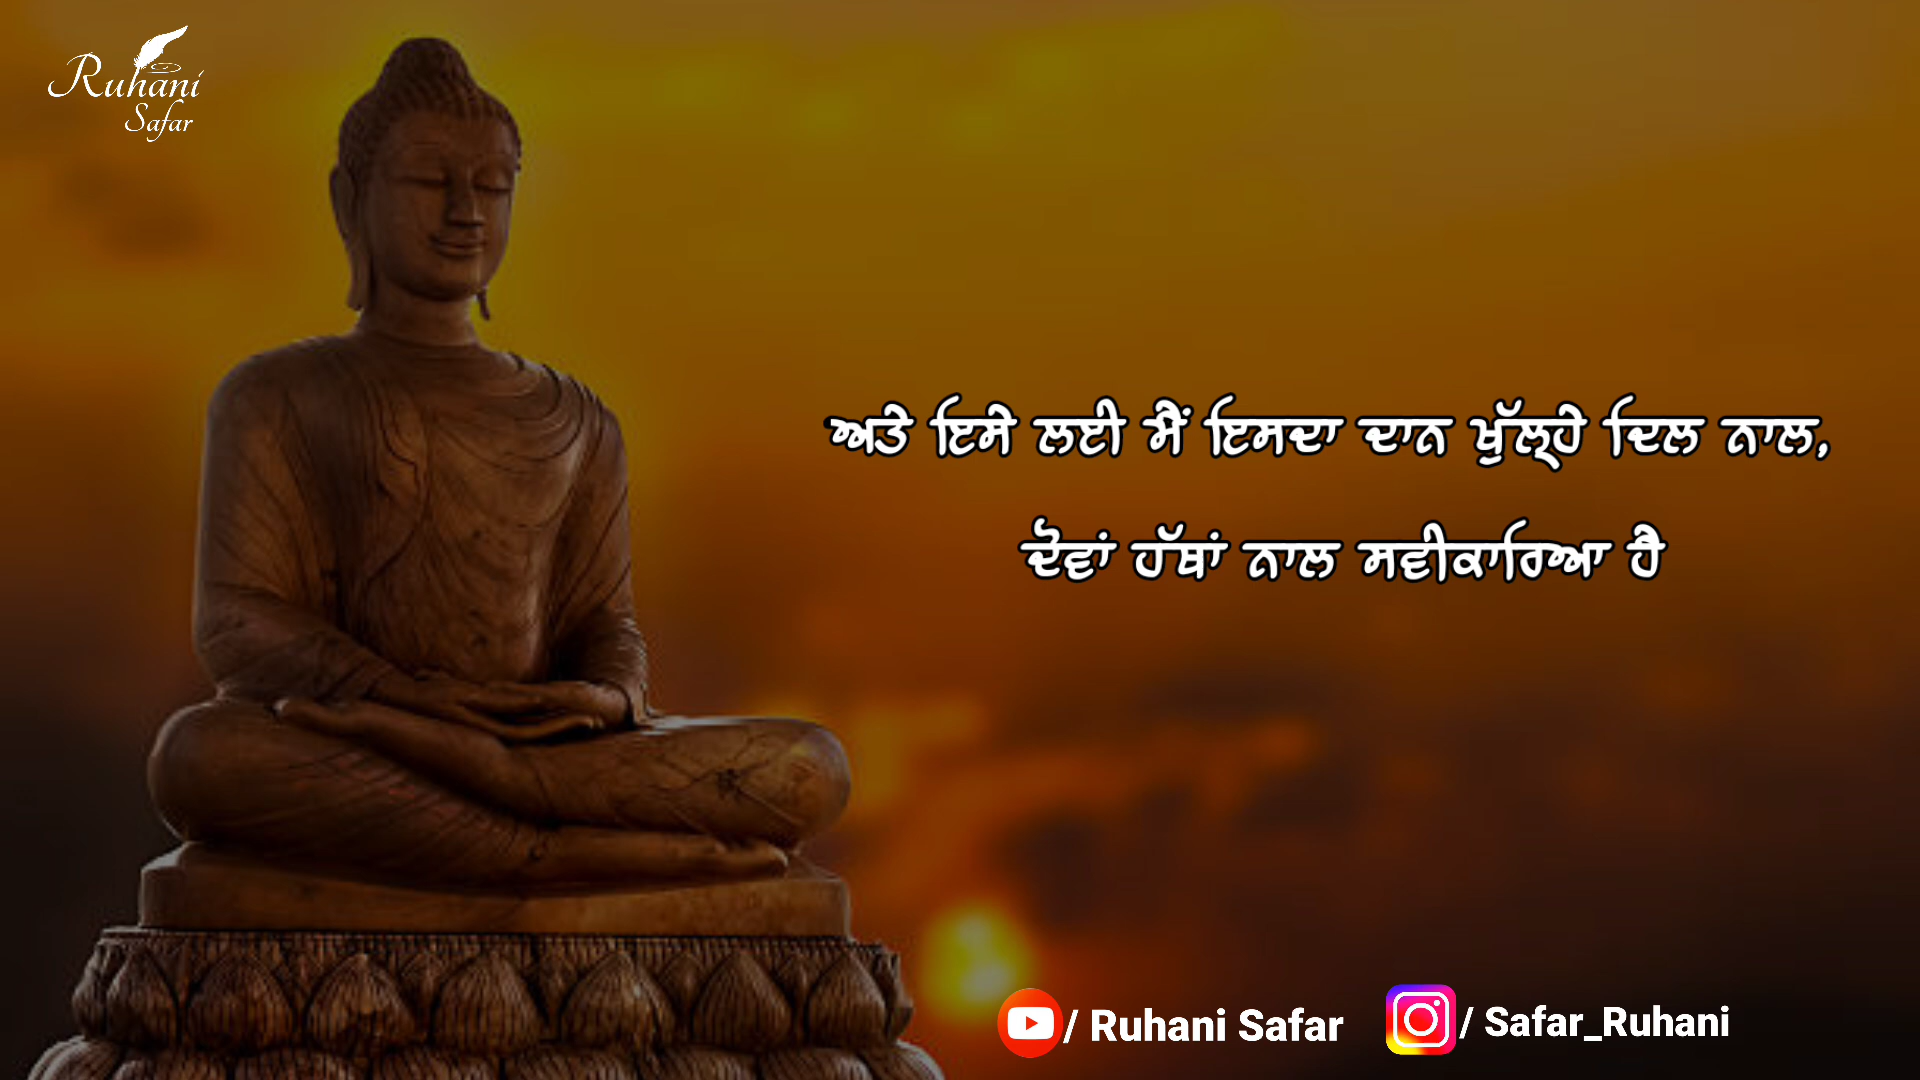 Ruhani
Safar
ਅਤੇ ਇਸੇ ਲਈ ਮੈਂ ਇਸਦਾ ਦਾਨ ਖੁੱਲ੍ਹੇ ਦਿਲ ਨਾਲ,
ਦੋਵਾਂ ਹੱਥਾਂ ਨਾਲ ਸਵੀਕਾਰਿਆ ਹੈ
/ Ruhani Safar
/ Safar_Ruhani